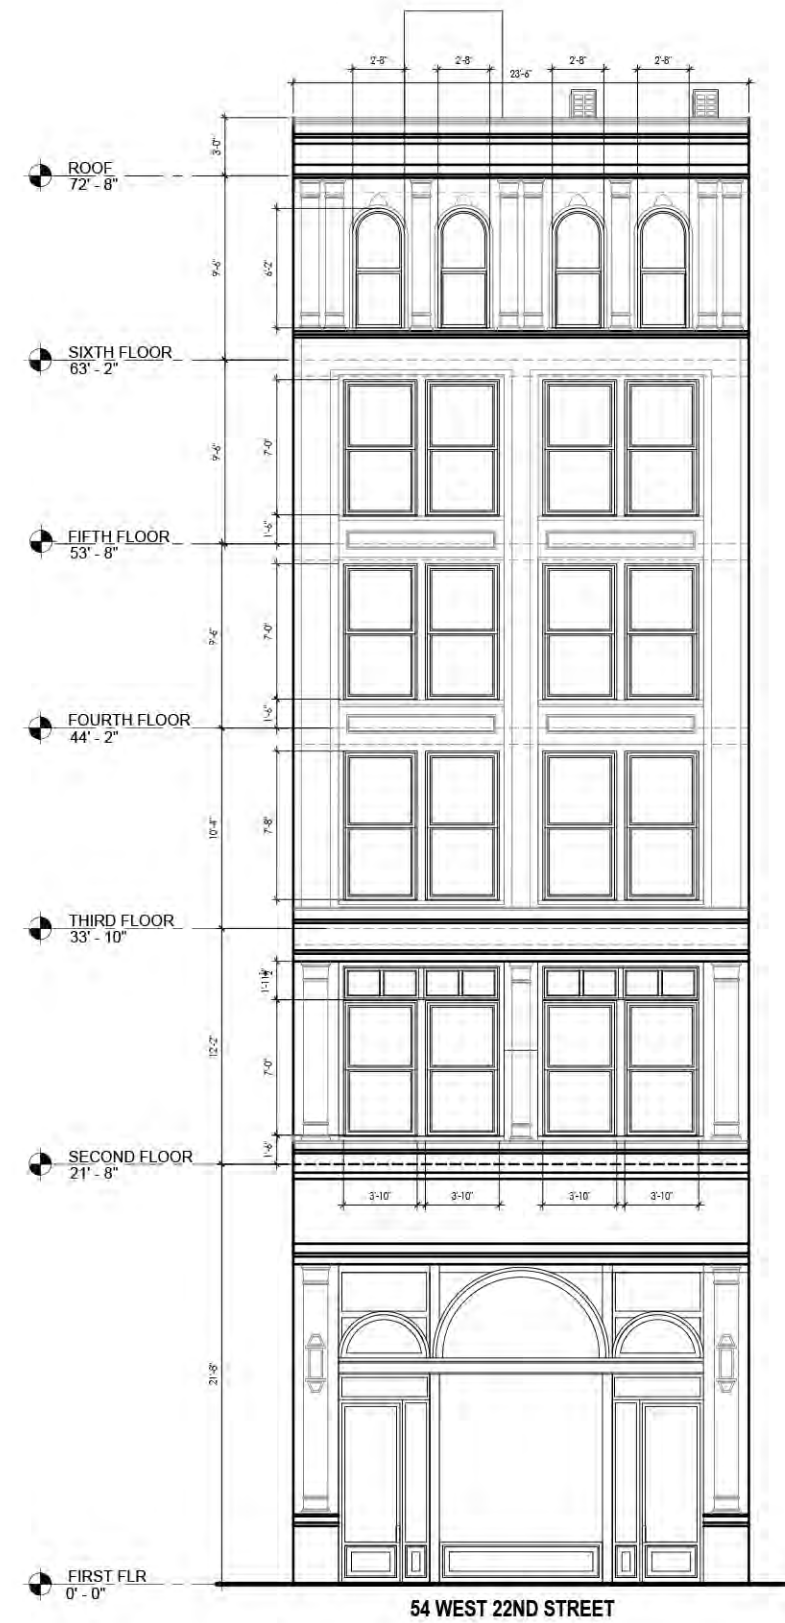 2'-8" 2'-8" 2'-8" 2'-8"
23'-6"
3'-0"
ROOF
72' - 8"
9'-6"
6'-2"
SIXTH FLOOR
63' - 2"
9'-6"
7'-0"
1'-6"
FIFTH FLOOR
53' - 8"
9'-6"
7'-0"
1'-6"
FOURTH FLOOR
44' - 2"
10'-4"
7'-8"
THIRD FLOOR
33' - 10"
1'-11½"
12'-2"
7'-0"
1'-6"
SECOND FLOOR
21' - 8"
3'-10" 3'-10" 3'-10" 3'-10"
21'-8"
FIRST FLR
0' - 0"
54 WEST 22ND STREET